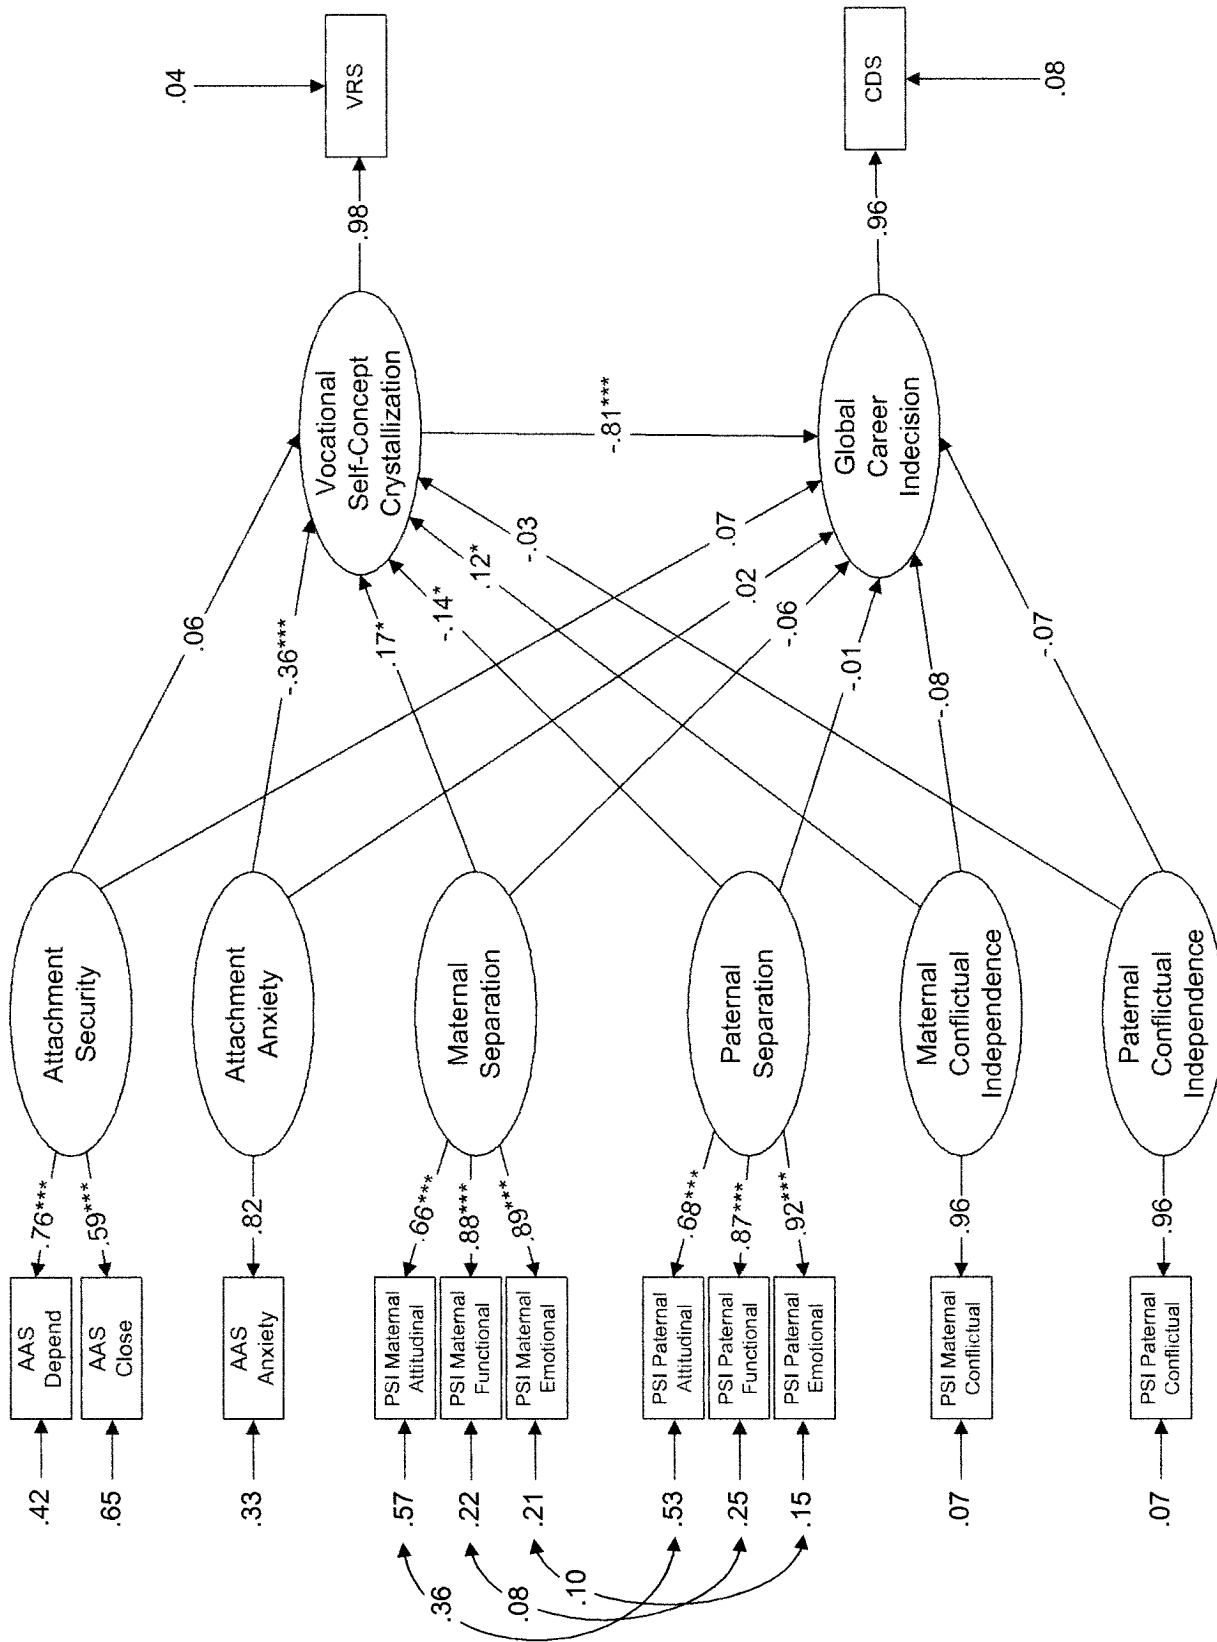 .42
AAS
Depend
.76***
.65
AAS
Close
.59***
Attachment
Security
.33
AAS
Anxiety
.82
Attachment
Anxiety
.57
PSI Maternal
Attitudinal
.66***
.22
PSI Maternal
Functional
.88***
.21
PSI Maternal
Emotional
.89***
Maternal
Separation
.53
PSI Paternal
Attitudinal
.68***
.25
PSI Paternal
Functional
.87***
.15
PSI Paternal
Emotional
.92***
Paternal
Separation
.36
.08
.10
.07
PSI Maternal
Conflictual
.96
Maternal
Conflictual
Independence
.07
PSI Paternal
Conflictual
.96
Paternal
Conflictual
Independence
.06
-.36***
.17*
-.14*
.12*
-.03
.07
.02
-.06
-.01
-.08
-.07
Vocational
Self-Concept
Crystallization
-.81***
Global
Career
Indecision
.98
VRS
.04
.96
CDS
.08